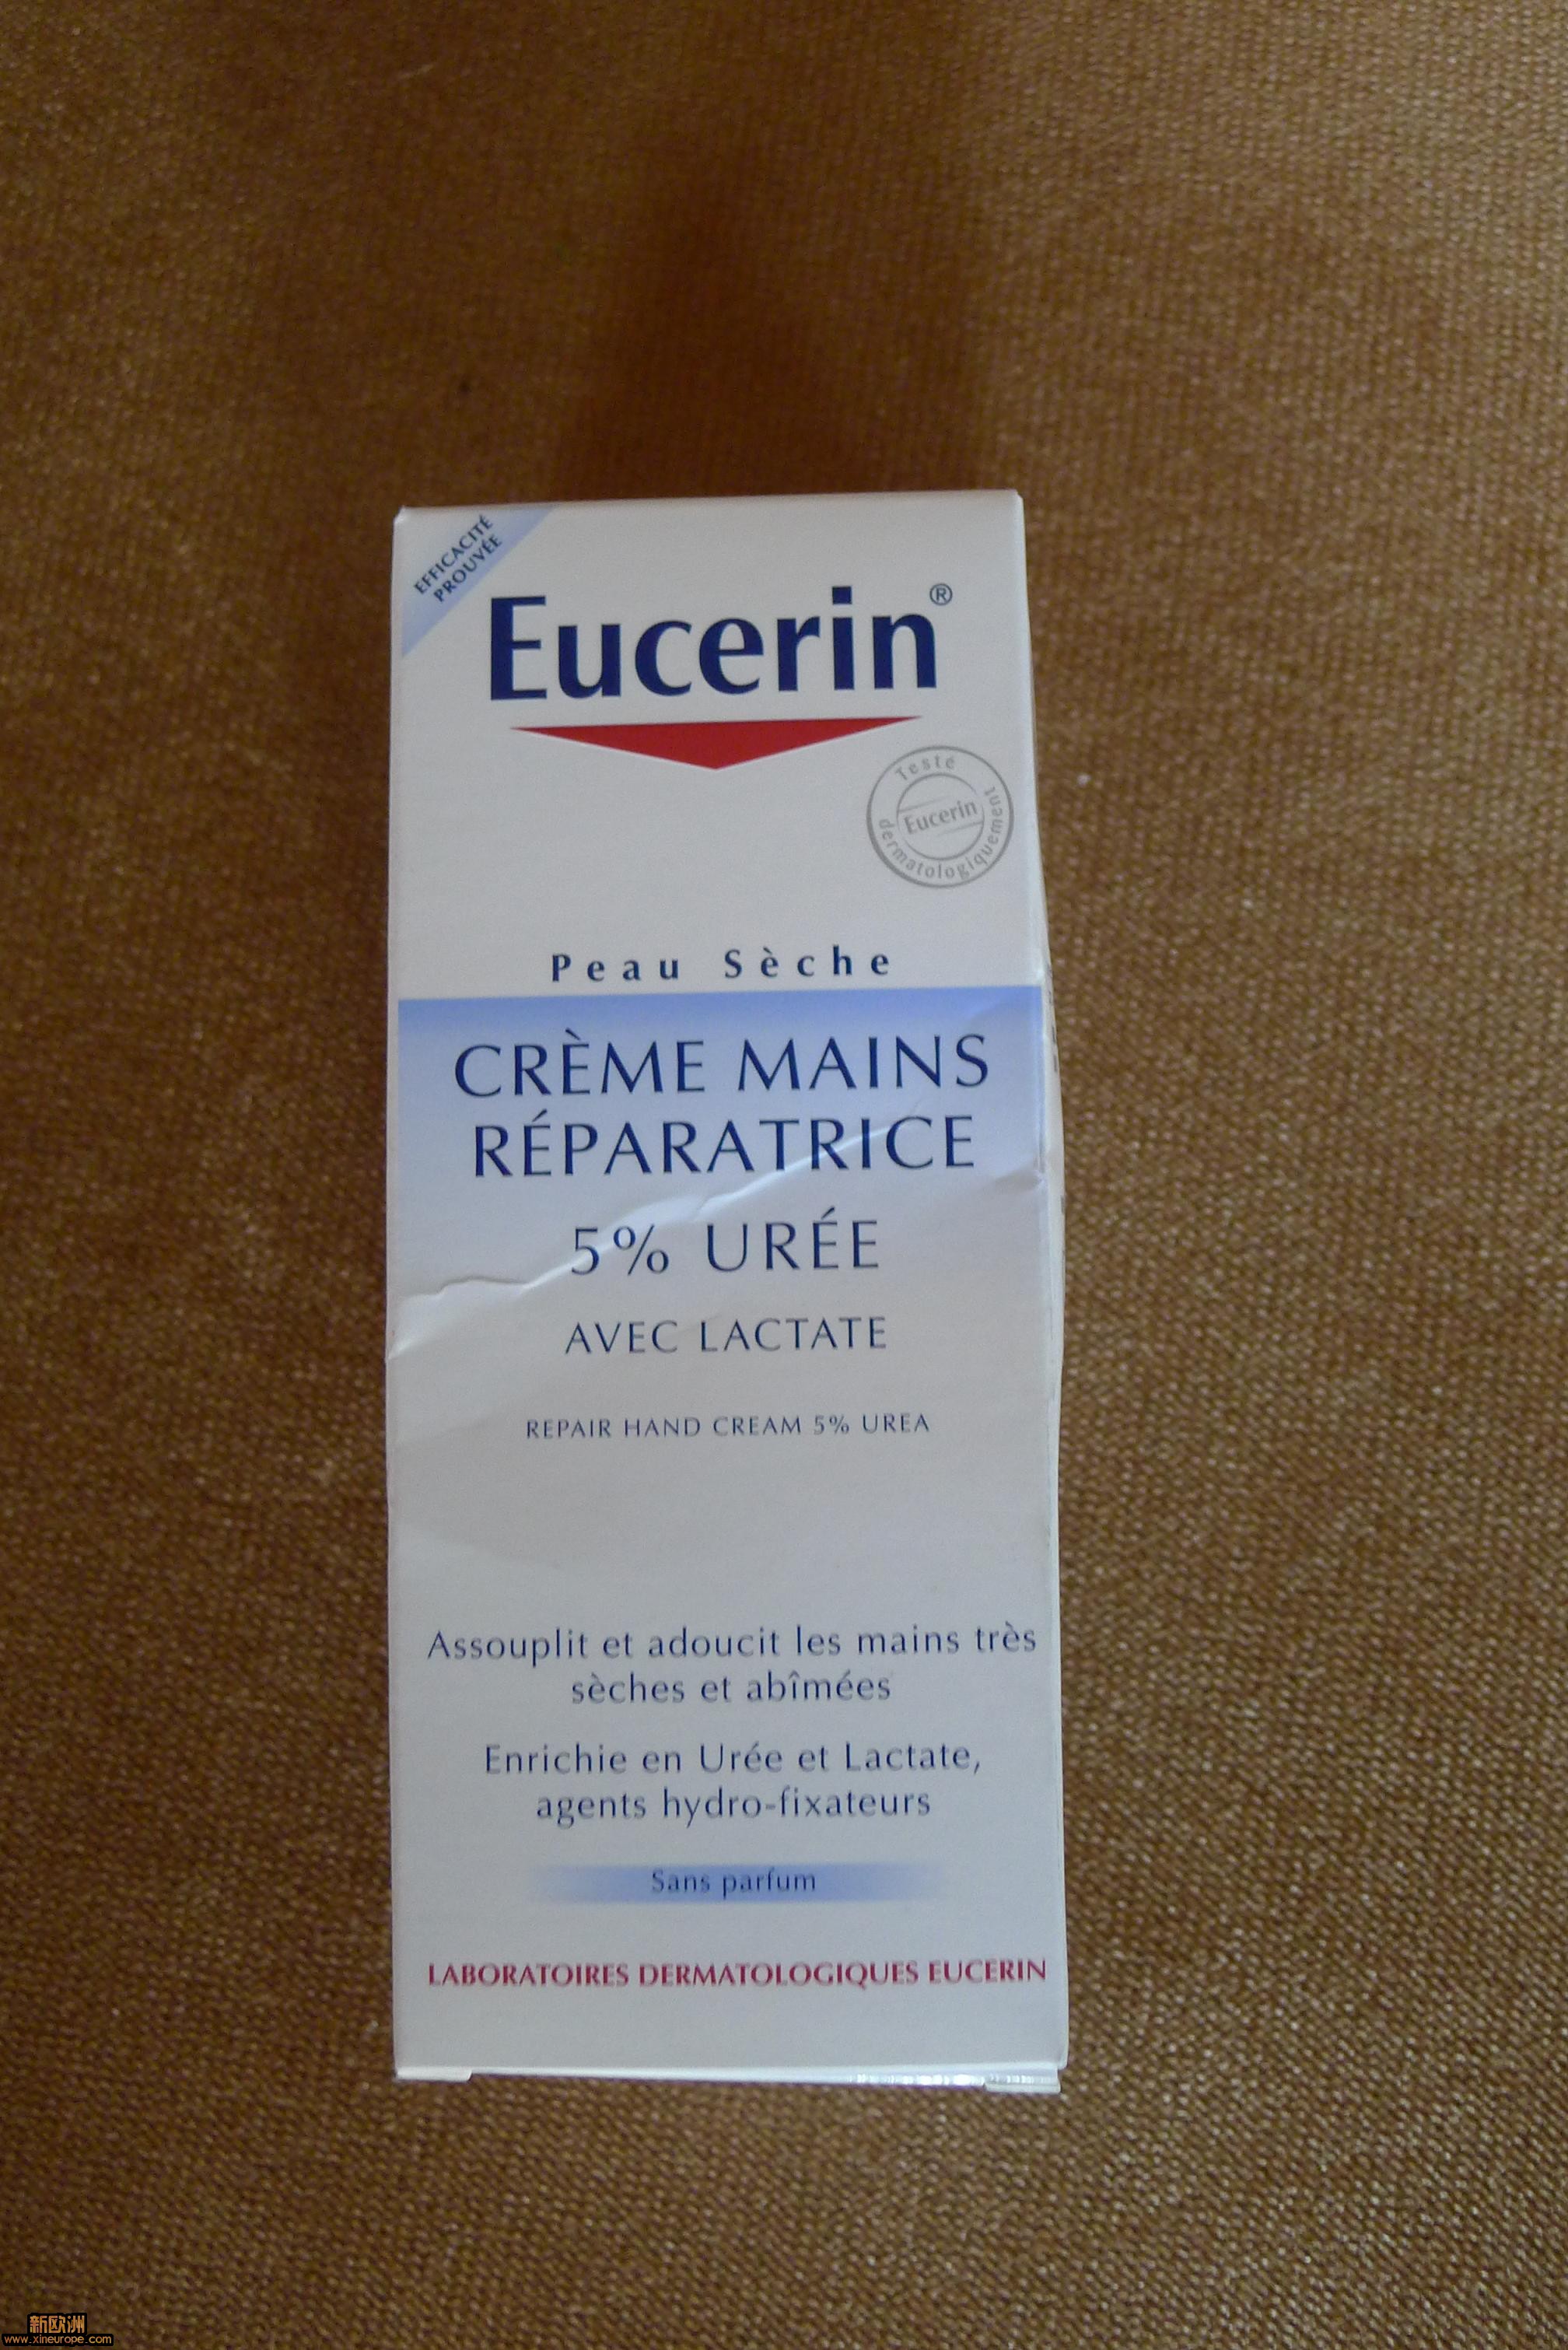 EFFICACITÉ
PROUVÉE
Eucerin®
Testé
Eucerin
dermatologiquement
Peau Sèche
CRÈME MAINS
RÉPARATRICE
5% URÉE
AVEC LACTATE
REPAIR HAND CREAM 5% UREA
Assouplit et adoucit les mains très
sèches et abîmées
Enrichie en Urée et Lactate,
agents hydro-fixateurs
Sans parfum
LABORATOIRES DERMATOLOGIQUES EUCERIN
新欧洲
www.xineurope.com